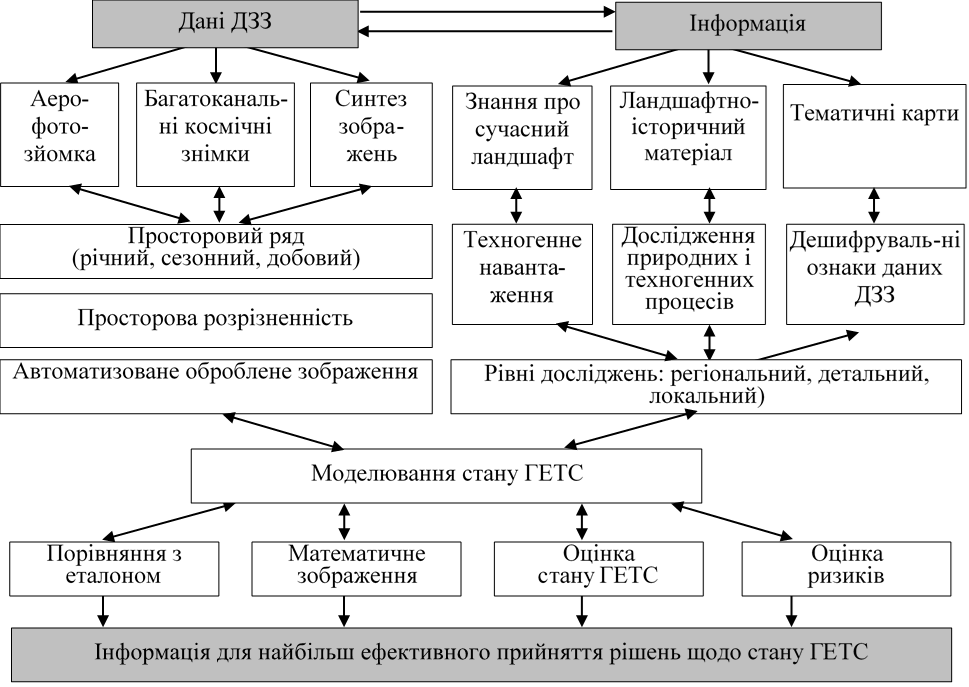 Дані ДЗЗ
Інформація
Аеро-
фото-
зйомка
Багатоканаль-
ні космічні
знімки
Синтез
зобра-
жень
Знання про
сучасний
ландшафт
Ландшафтно-
історичний
матеріал
Тематичні карти
Просторовий ряд
(річний, сезонний, добовий)
Техногенне
наванта-
ження
Дослідження
природних і
техногенних
процесів
Дешифруваль-ні
ознаки даних
ДЗЗ
Просторова розрізненність
Автоматизоване оброблене зображення
Рівні досліджень: регіональний, детальний,
локальний)
Моделювання стану ГЕТС
Порівняння з
еталоном
Математичне
зображення
Оцінка
стану ГЕТС
Оцінка
ризиків
Інформація для найбільш ефективного прийняття рішень щодо стану ГЕТС